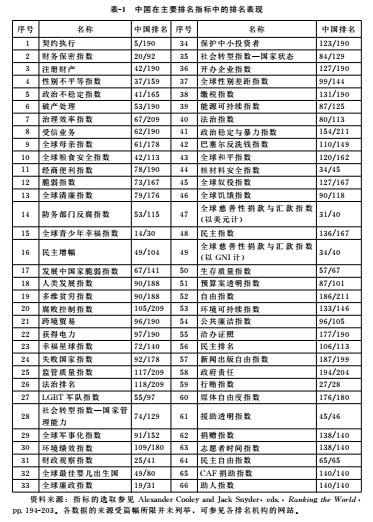 表-1 中国在主要排名指标中的排名表现
序号 名称 中国排名 序号 名称 中国排名
1 契约执行 5/190 34 保护中小投资者 123/190
2 财务保密指数 20/92 35 社会转型指数—国家状态 84/129
3 注册财产 42/190 36 开办企业指数 127/190
4 性别不平等指数 37/159 37 全球性别差距指数 99/144
5 政治不稳定指数 41/165 38 缴税指数 131/190
6 破产处理 53/190 39 能源可持续指数 87/125
7 治理效率指数 67/209 40 法治指数 80/113
8 受信业务 62/190 41 政治稳定与暴力指数 154/211
9 全球母亲指数 61/178 42 巴塞尔反洗钱指数 110/149
10 全球粮食安全指数 42/113 43 全球和平指数 120/162
11 经商便利指数 78/190 44 核材料安全指数 34/45
12 脆弱指数 73/167 45 全球奴役指数 127/167
13 全球清廉指数 79/176 46 全球饥饿指数 90/118
14 防务部门反腐指数 53/115 47 全球慈善性捐款与汇款指数(以美元计) 31/40
15 全球青少年幸福指数 14/30 48 民主指数 136/167
16 民主增幅 49/104 49 全球慈善性捐款与汇款指数(以 GNI 计) 34/40
17 发展中国家脆弱指数 67/141 50 生存质量指数 57/67
18 人类发展指数 90/188 51 预算案透明指数 87/101
19 多维贫穷指数 90/188 52 自由指数 186/211
20 腐败控制指数 105/209 53 环境可持续指数 133/146
21 跨境贸易 96/190 54 公共廉洁指数 96/105
22 获得电力 97/190 55 洽办证照 177/190
23 幸福星球指数 72/140 56 民主排名 106/113
24 失败国家指数 92/178 57 新闻出版自由指数 187/199
25 监管质量指数 117/209 58 政府责任 194/204
26 法治排名 118/209 59 行贿指数 27/28
27 LGBT 军队指数 55/97 60 媒体自由度指数 176/180
28 社会转型指数—国家管理能力 74/129 61 援助透明指数 45/46
29 全球军事化指数 91/152 62 捐赠指数 138/140
30 环境绩效指数 109/180 63 志愿者时间指数 138/140
31 财政观察指数 25/41 64 民主自由指数 65/65
32 全球最佳婴儿出生国 49/80 65 CAF捐助指数 140/140
33 全球廉政指数 19/31 66 助人指数 140/140
资料来源：指标的选取参见 Alexander Cooley and Jack Snyder, eds., Ranking the World,
pp. 194-203。各数据的来源受篇幅所限并未列举，可参见各排名机构的网站。